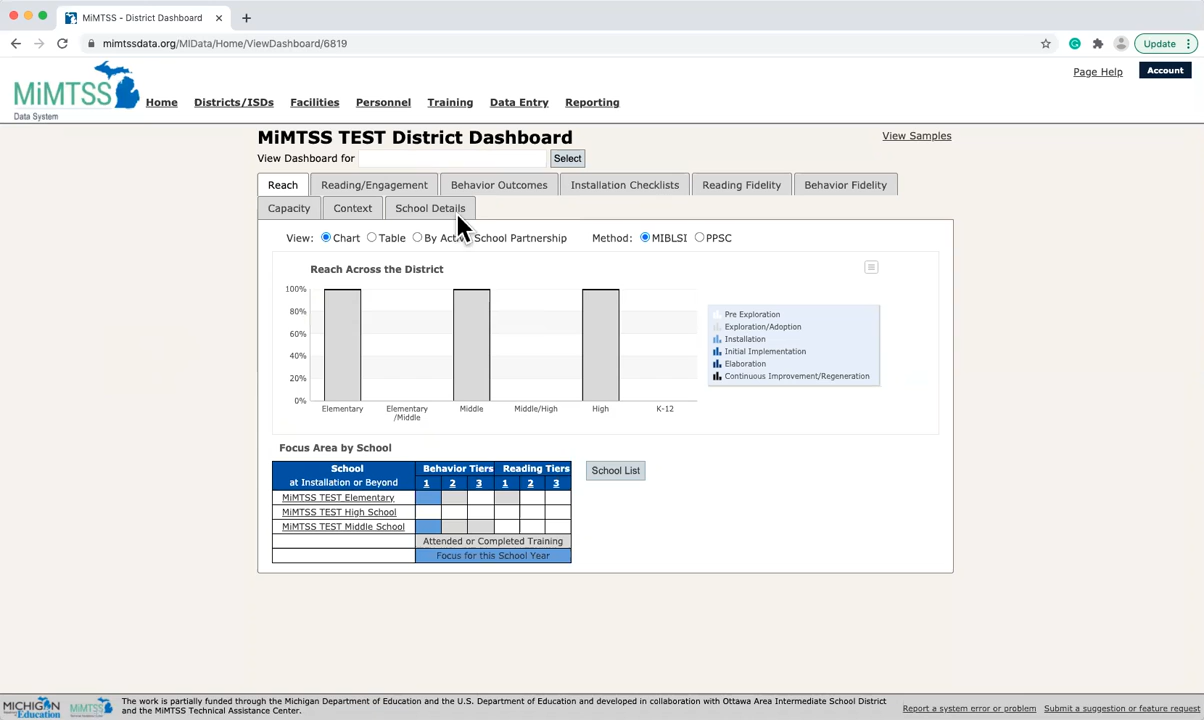 MiMTSS - District Dashboard
mimtssdata.org/MIData/Home/ViewDashboard/6819
Update
MiMTSS
Data System
Home Districts/ISDs Facilities Personnel Training Data Entry Reporting
Page Help Account
MiMTSS TEST District Dashboard
View Samples
View Dashboard for Select
Reach Reading/Engagement Behavior Outcomes Installation Checklists Reading Fidelity Behavior Fidelity
Capacity Context School Details
View: Chart Table By School Partnership Method: MIBLSI PPSC
Reach Across the District
100%
80%
60%
40%
20%
0%
Elementary Elementary/Middle Middle Middle/High High K-12
Pre Exploration
Exploration/Adoption
Installation
Initial Implementation
Elaboration
Continuous Improvement/Regeneration
Focus Area by School
School Behavior Tiers Reading Tiers
at Installation or Beyond 1 2 3 1 2 3
School List
MiMTSS TEST Elementary
MiMTSS TEST High School
MiMTSS TEST Middle School
Attended or Completed Training
Focus for this School Year
MICHIGAN Education
MiMTSS
The work is partially funded through the Michigan Department of Education and the U.S. Department of Education and developed in collaboration with Ottawa Area Intermediate School District
and the MiMTSS Technical Assistance Center.
Report a system error or problem Submit a suggestion or feature request